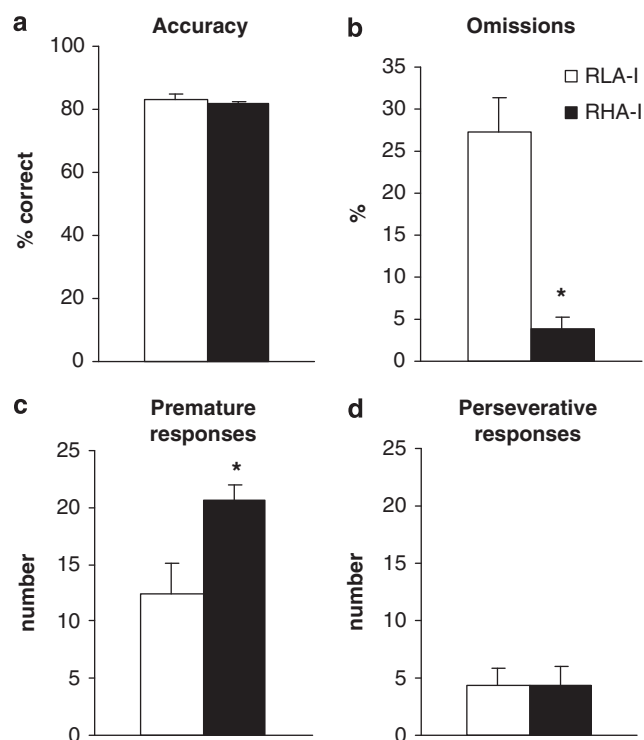 a
Accuracy
100
80
60
40
80
0
% correct
b
Omissions
RLA-I
RHA-I
35
30
25
20
15
10
5
0
%
*
c
Premature
responses
25
20
15
10
5
0
number
*
d
Perseverative
responses
25
20
15
10
5
0
number